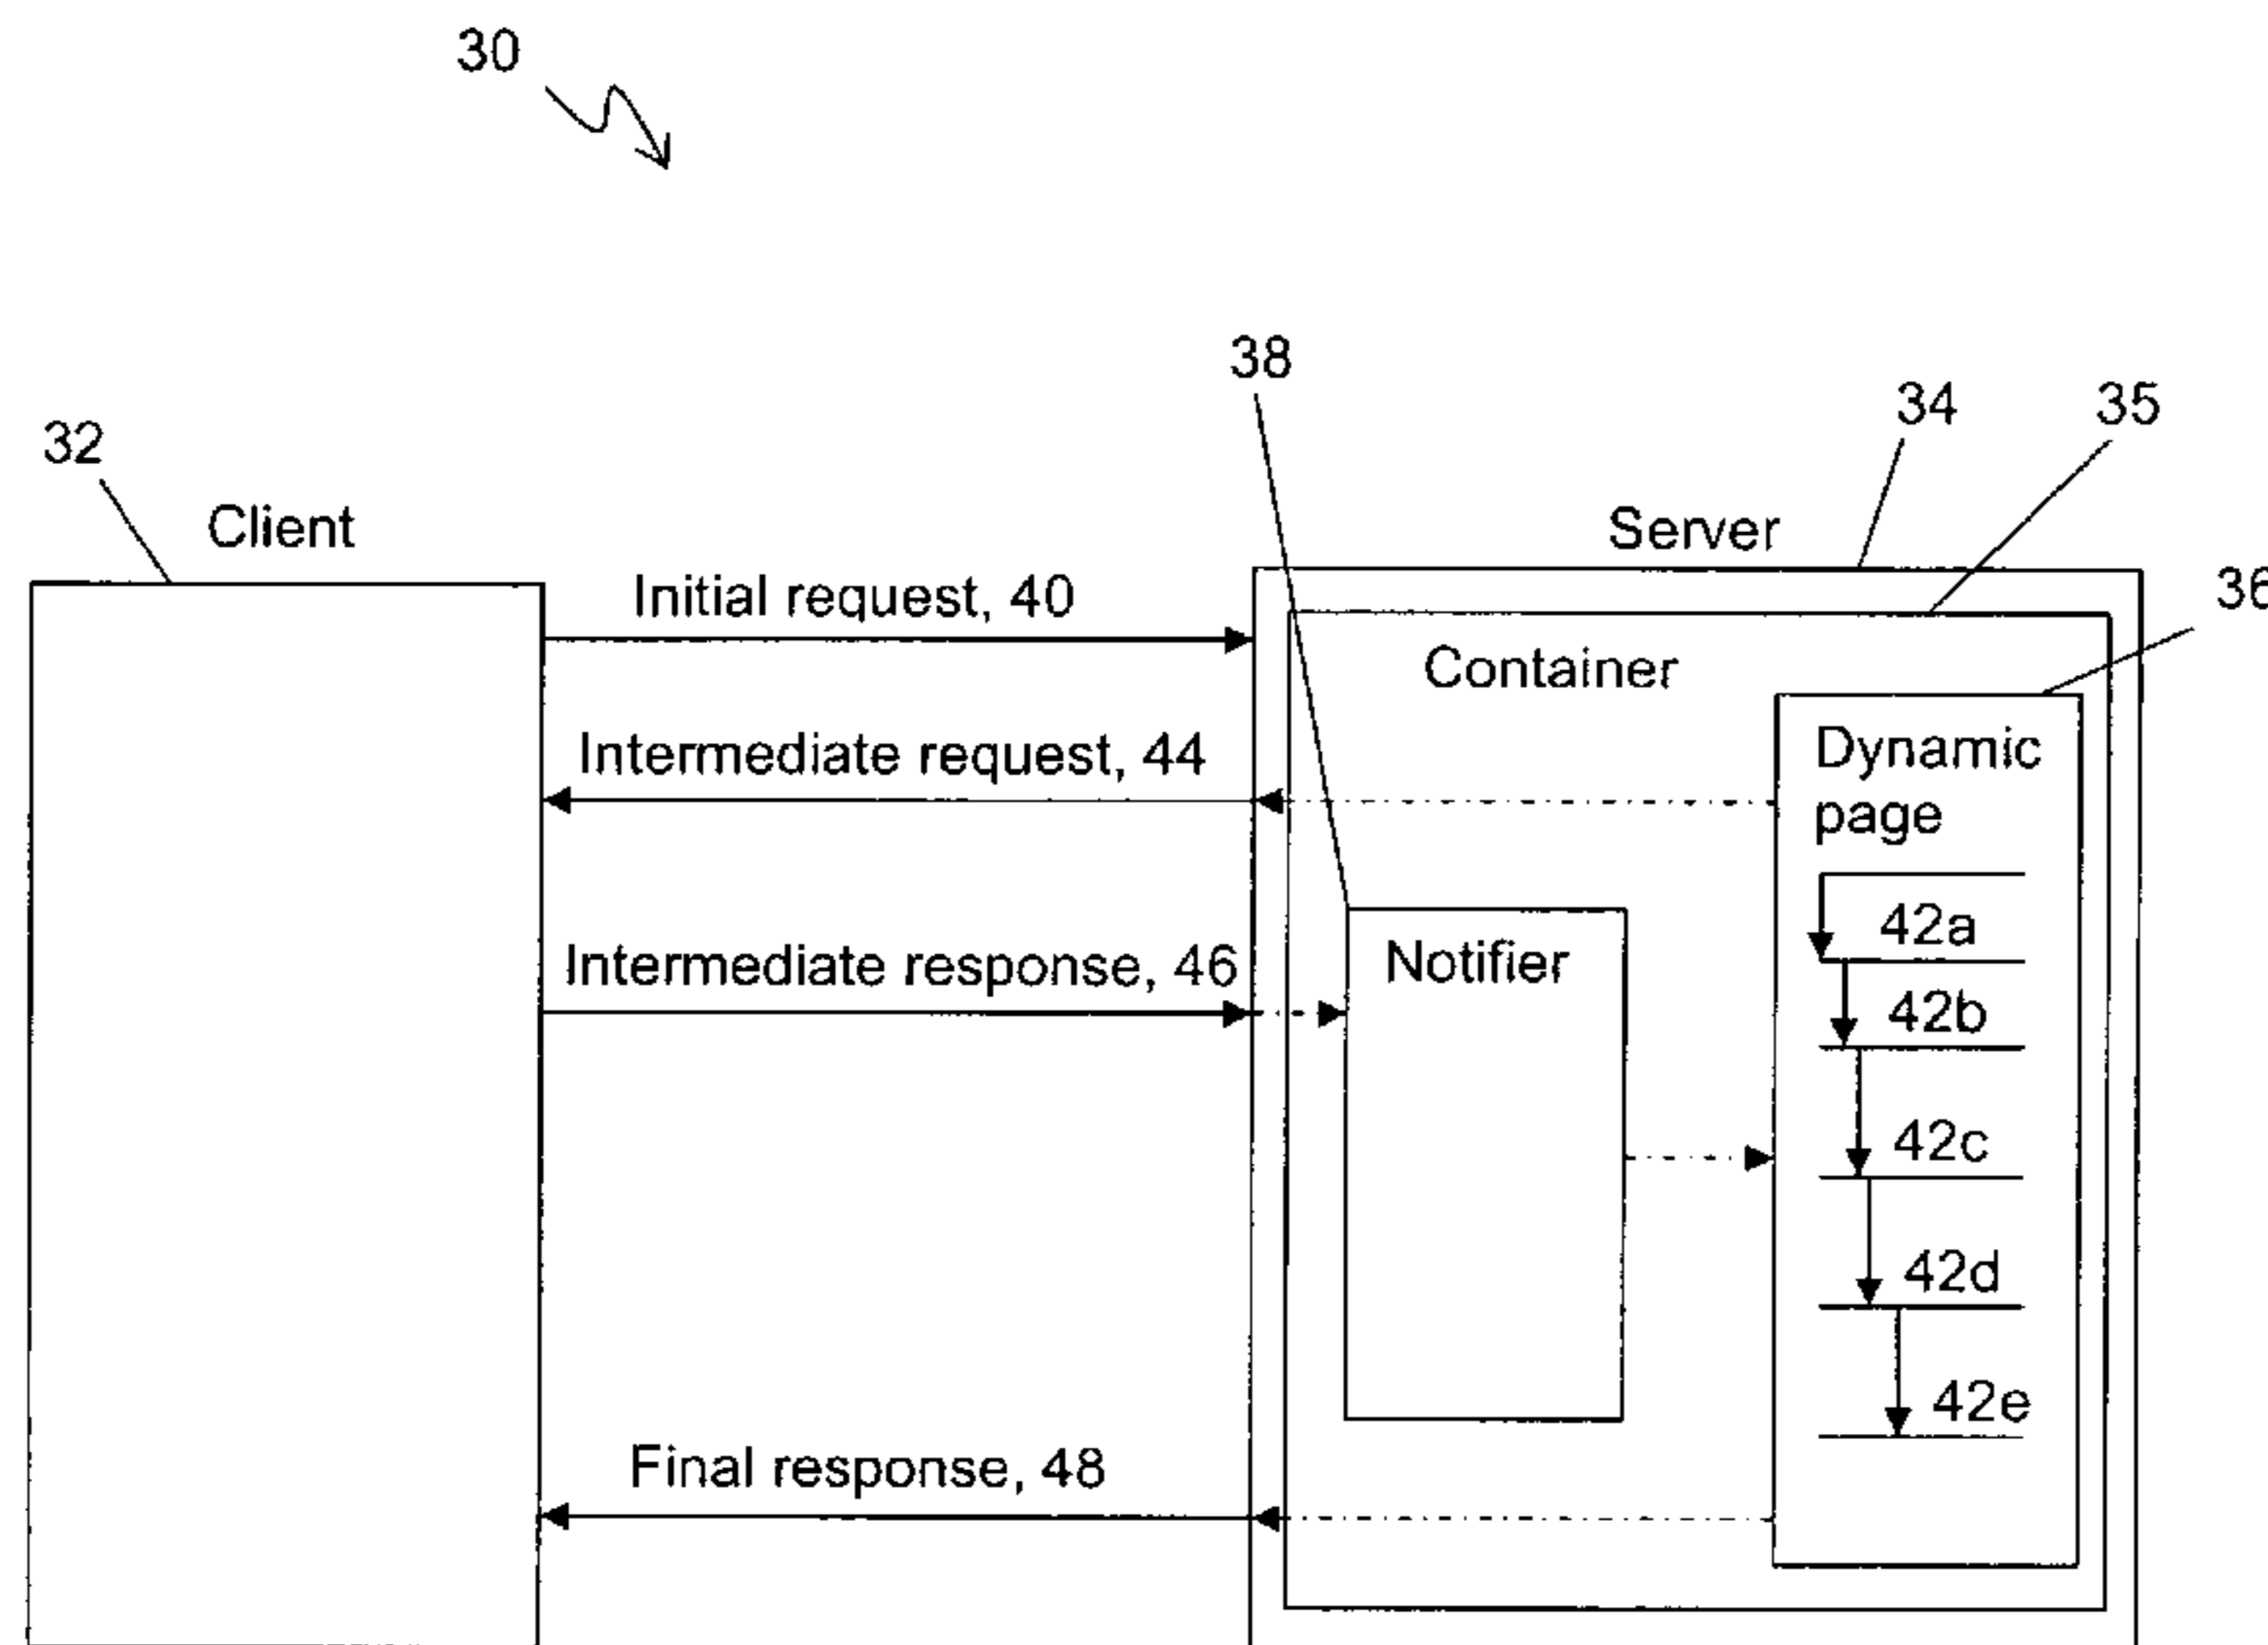 30
38
34
35
32
Client
Server
36
Initial request, 40
Container
Intermediate request, 44
Dynamic
page
42a
Intermediate response, 46
Notifier
42b
42c
42d
42e
Final response, 48